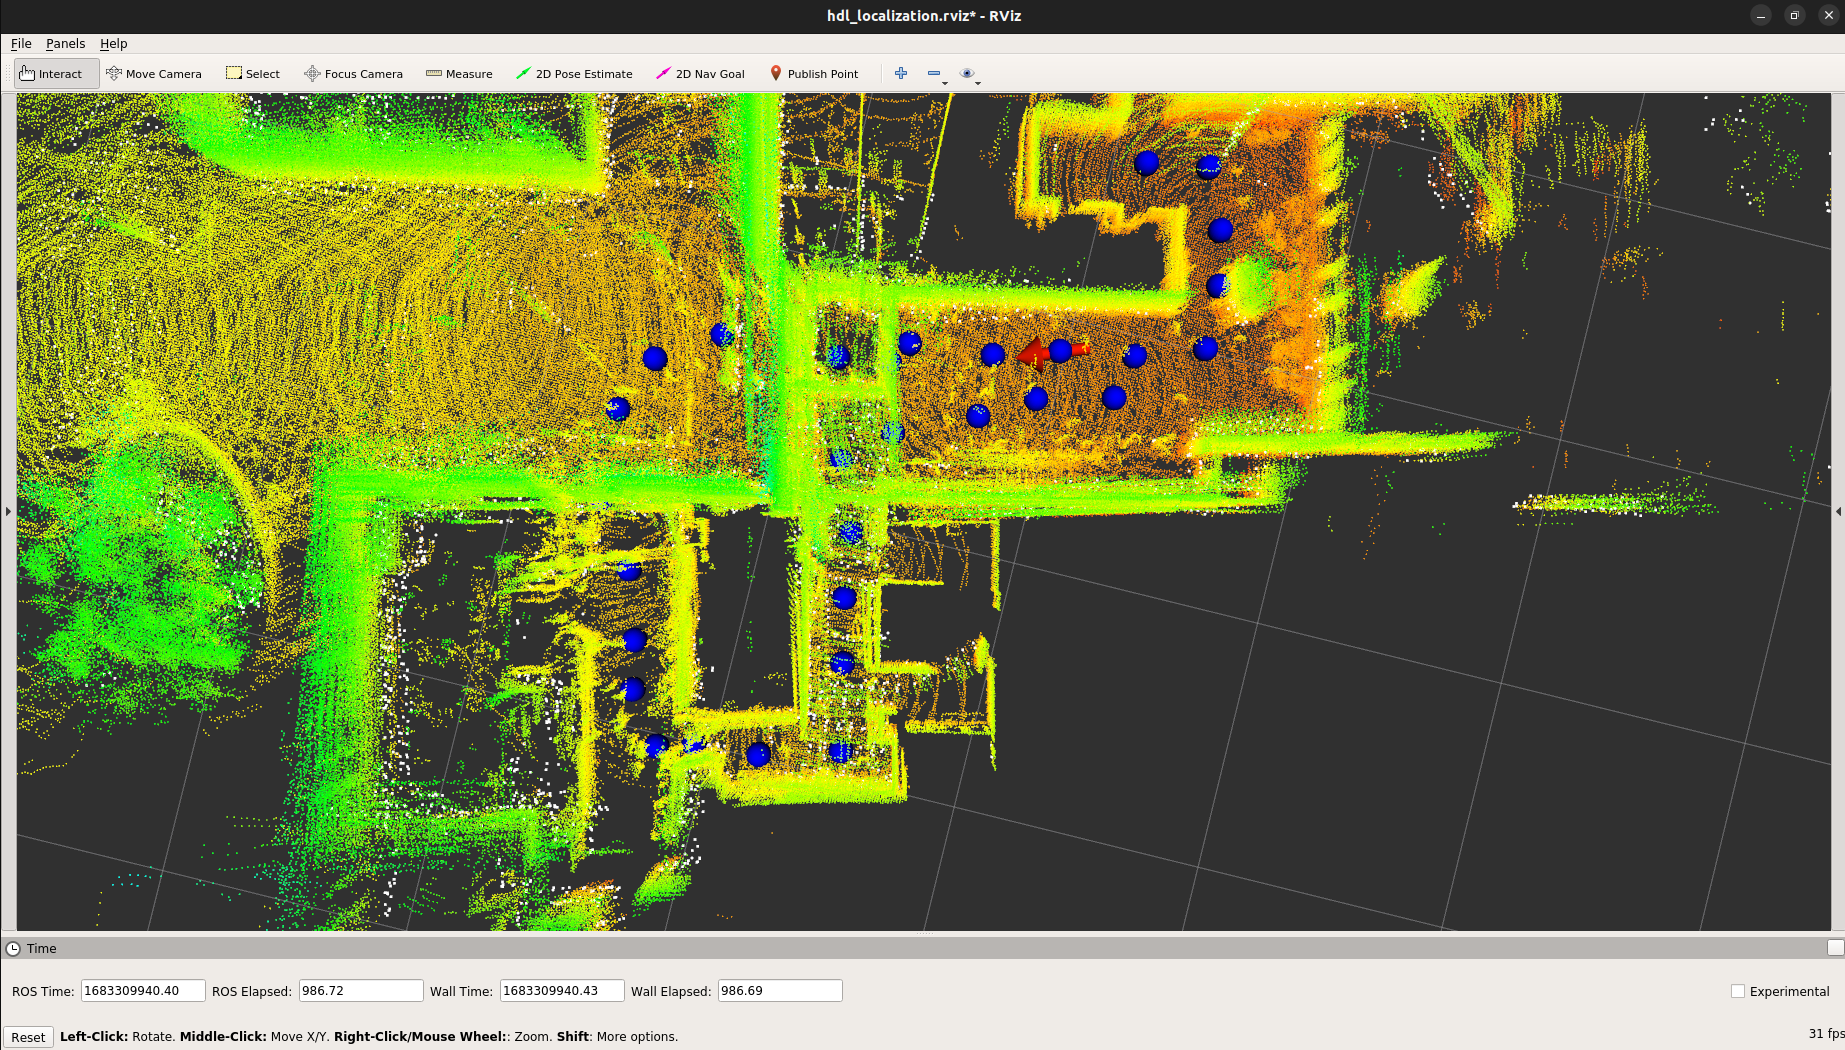 hdl_localization.rviz* - RViz
File Panels Help
Interact Move Camera Select Focus Camera Measure 2D Pose Estimate 2D Nav Goal Publish Point
Time
ROS Time: 1683309940.40 ROS Elapsed: 986.72 Wall Time: 1683309940.43 Wall Elapsed: 986.69 Experimental
Reset Left-Click: Rotate. Middle-Click: Move X/Y. Right-Click/Mouse Wheel:: Zoom. Shift: More options. 31 fps